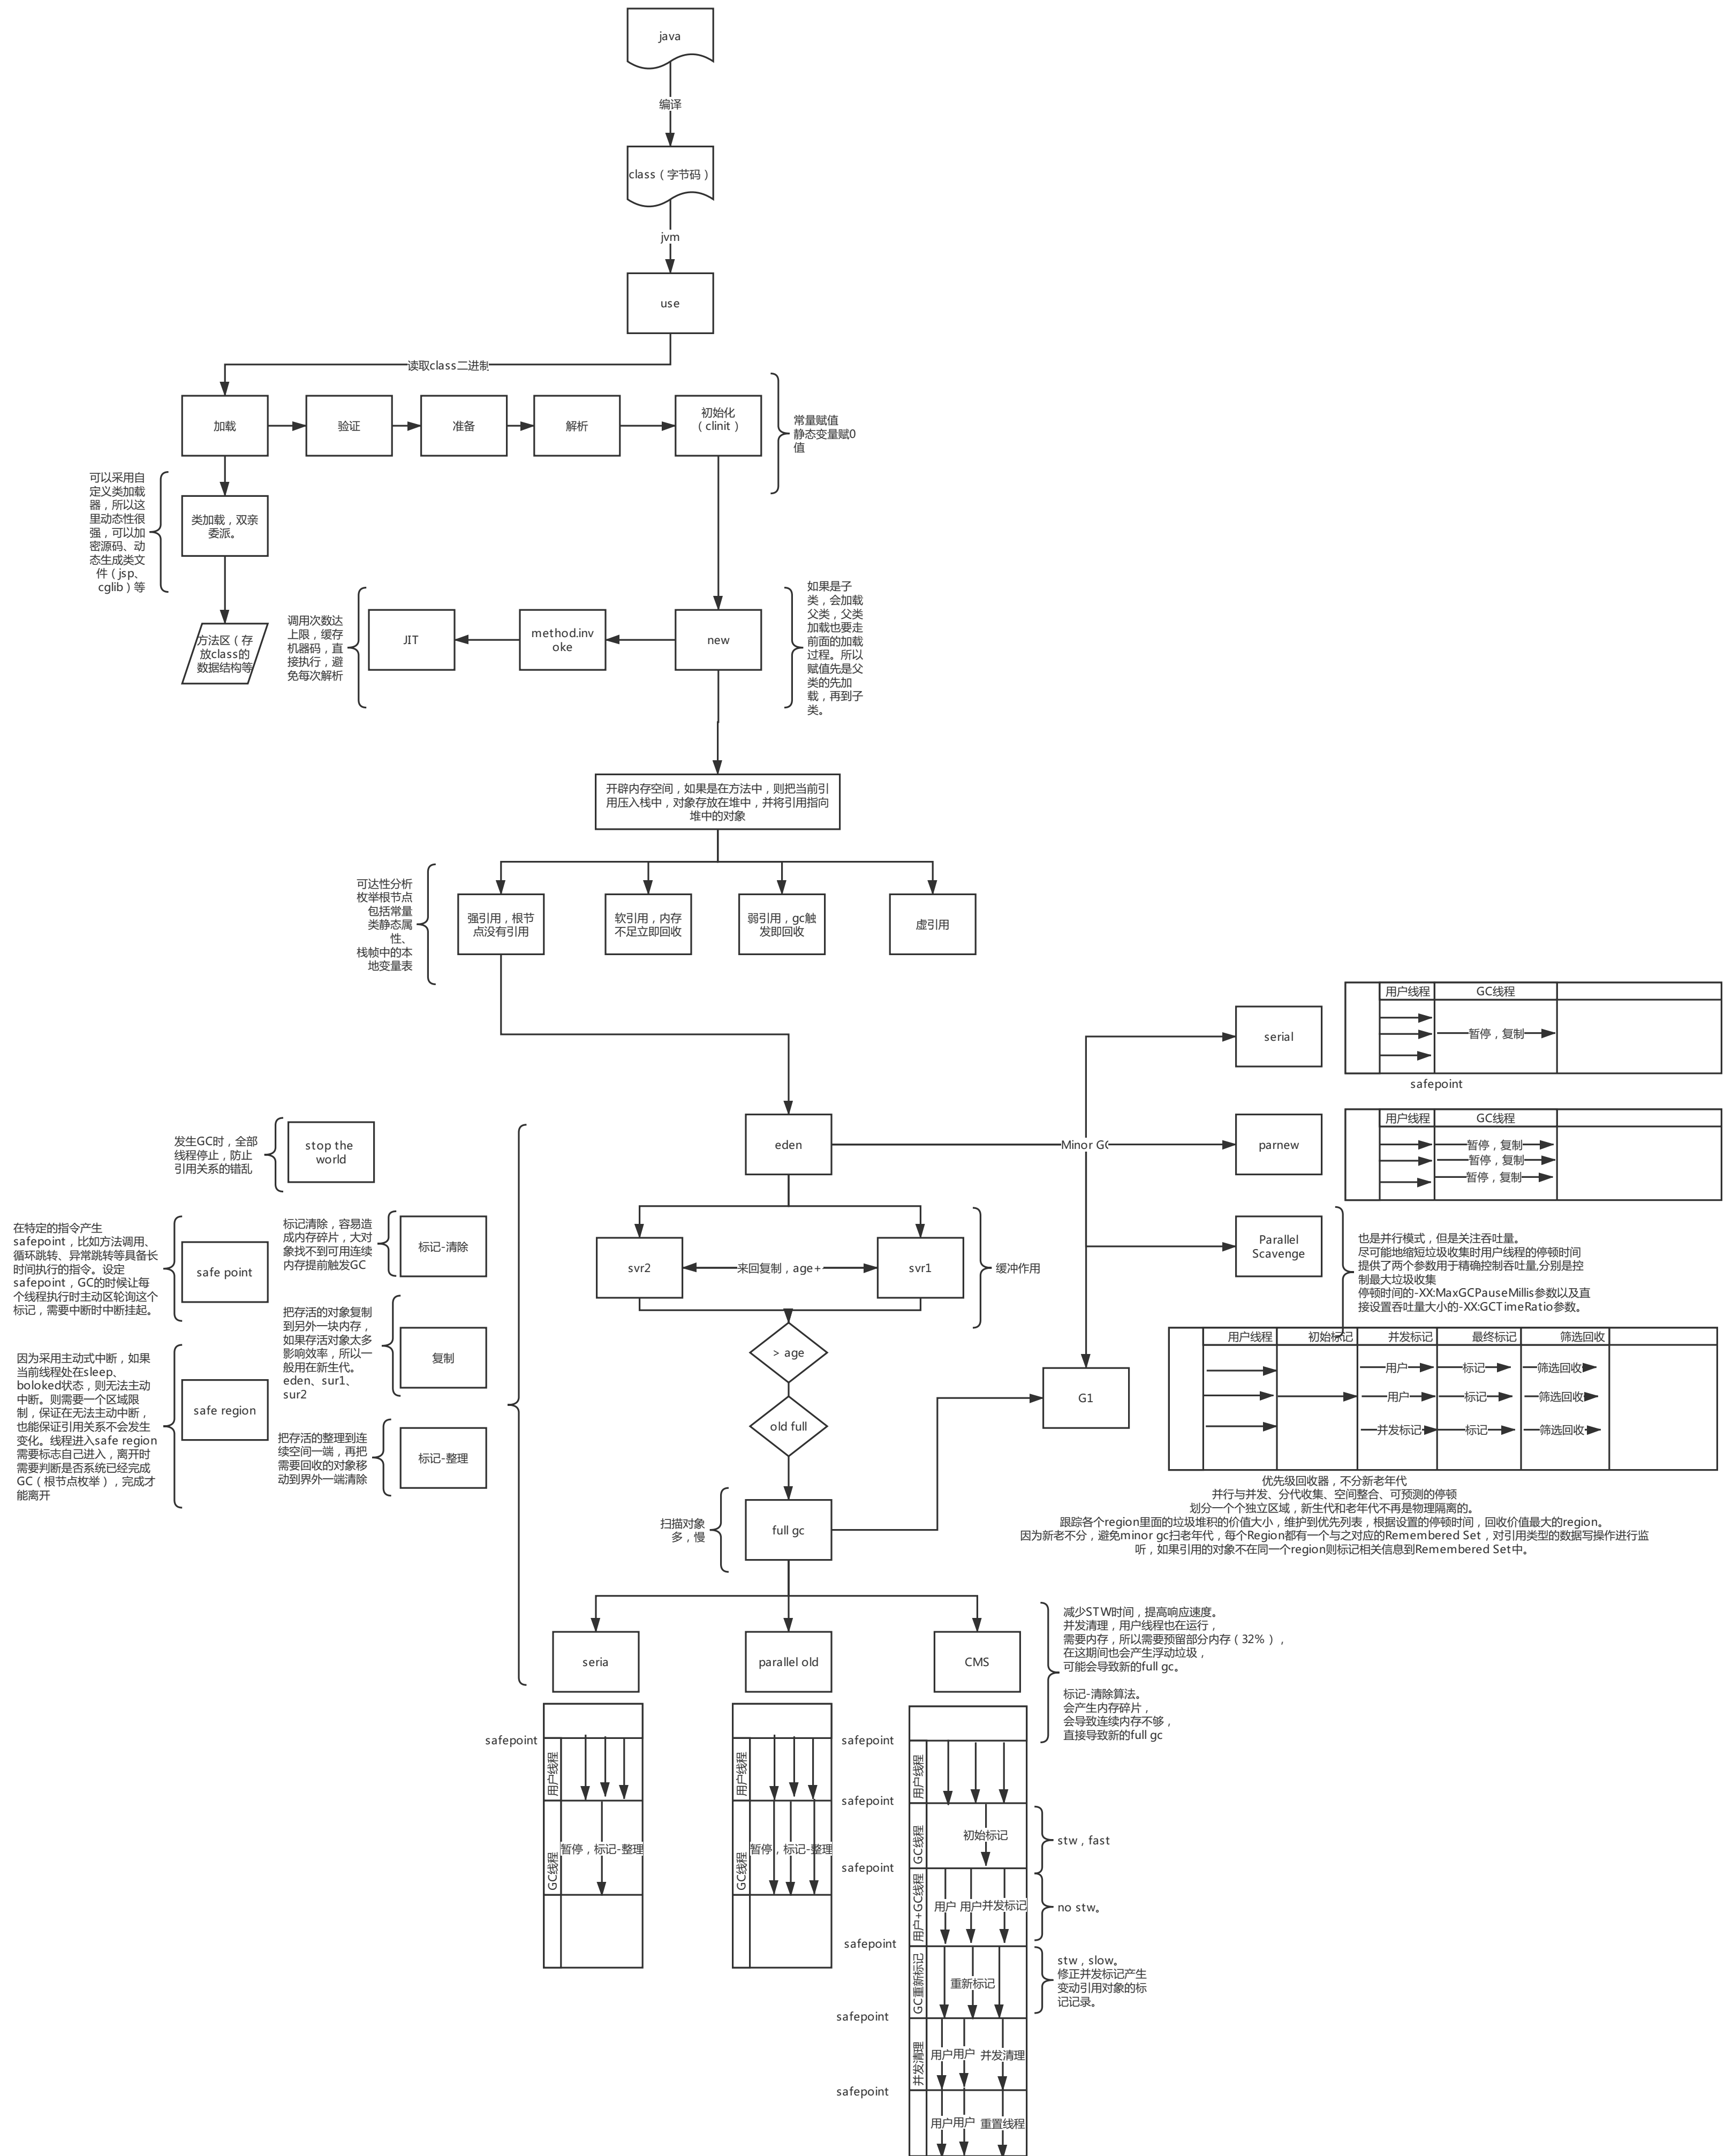 java
编译
class（字节码）
jvm
use
读取class二进制
加载
验证
准备
解析
初始化
（clinit）
常量赋值
静态变量赋0
值
可以采用自
定义类加载
器，所以这
里动态性很
强，可以加
密源码、动
态生成类文
件（jsp、
cglib）等
类加载，双亲
委派。
方法区（存
放class的
数据结构等
调用次数达
上限，缓存
机器码，直
接执行，避
免每次解析
JIT
method.inv
oke
new
如果是子
类，会加载
父类，父类
加载也要走
前面的加载
过程。所以
赋值先是父
类的先加
载，再到子
类。
开辟内存空间，如果是在方法中，则把当前引
用压入栈中，对象存放在堆中，并将引用指向
堆中的对象
可达性分析
枚举根节点
包括常量
类静态属
性、
栈帧中的本
地变量表
强引用，根节
点没有引用
软引用，内存
不足立即回收
弱引用，gc触
发即回收
虚引用
serial
用户线程
GC线程
暂停，复制
safepoint
eden
Minor GC
parnew
用户线程
GC线程
暂停，复制
暂停，复制
暂停，复制
发生GC时，全部
线程停止，防止
引用关系的错乱
stop the
world
在特定的指令产生
safepoint，比如方法调用、
循环跳转、异常跳转等具备长
时间执行的指令。设定
safepoint，GC的时候让每
个线程执行时主动区轮询这个
标记，需要中断时中断挂起。
safe point
标记清除，容易造
成内存碎片，大对
象找不到可用连续
内存提前触发GC
标记-清除
svr2
来回复制，age+
svr1
缓冲作用
Parallel
Scavenge
也是并行模式，但是关注吞吐量。
尽可能地缩短垃圾收集时用户线程的停顿时间
提供了两个参数用于精确控制吞吐量,分别是控
制最大垃圾收集
停顿时间的-XX:MaxGCPauseMillis参数以及直
接设置吞吐量大小的-XX:GCTimeRatio参数。
把存活的对象复制
到另外一块内存，
如果存活对象太多
影响效率，所以一
般用在新生代。
eden、sur1、
sur2
复制
> age
因为采用主动式中断，如果
当前线程处在sleep、
boloked状态，则无法主动
中断。则需要一个区域限
制，保证在无法主动中断，
也能保证引用关系不会发生
变化。线程进入safe region
需要标志自己进入，离开时
需要判断是否系统已经完成
GC（根节点枚举），完成才
能离开
safe region
old full
G1
用户线程
初始标记
并发标记
最终标记
筛选回收
用户
标记
筛选回收
用户
标记
筛选回收
并发标记
标记
筛选回收
把存活的整理到连
续空间一端，再把
需要回收的对象移
动到界外一端清除
标记-整理
优先级回收器，不分新老年代
并行与并发、分代收集、空间整合、可预测的停顿
划分一个个独立区域，新生代和老年代不再是物理隔离的。
跟踪各个region里面的垃圾堆积的价值大小，维护到优先列表，根据设置的停顿时间，回收价值最大的region。
因为新老不分，避免minor gc扫老年代，每个Region都有一个与之对应的Remembered Set，对引用类型的数据写操作进行监
听，如果引用的对象不在同一个region则标记相关信息到Remembered Set中。
扫描对象
多，慢
full gc
seria
parallel old
CMS
减少STW时间，提高响应速度。
并发清理，用户线程也在运行，
需要内存，所以需要预留部分内存（32%），
在这期间也会产生浮动垃圾，
可能会导致新的full gc。
标记-清除算法。
会产生内存碎片，
会导致连续内存不够，
直接导致新的full gc
safepoint
用户线程
GC线程
暂停，标记-整理
用户线程
GC线程
暂停，标记-整理
safepoint
用户线程
safepoint
GC线程
初始标记
stw，fast
safepoint
用户+GC线程
用户
用户
并发标记
no stw。
safepoint
GC重新标记
重新标记
stw，slow。
修正并发标记产生
变动引用对象的标
记记录。
safepoint
并发清理
用户
用户
并发清理
safepoint
用户
用户
重置线程